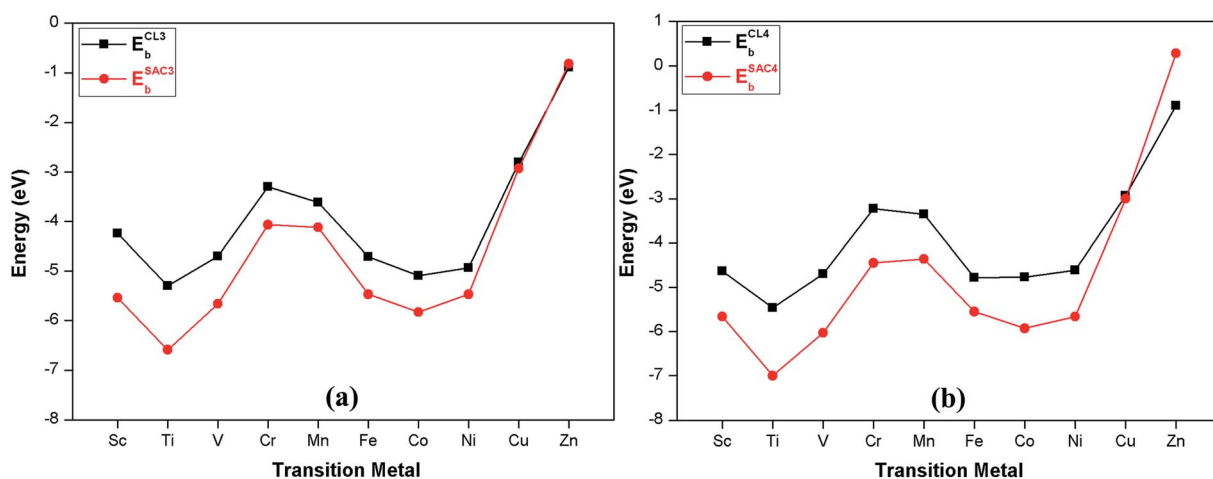 0
-1
-2
-3
-4
-5
-6
-7
-8
Energy (eV)
E_b^CL3
E_b^SAC3
(a)
Sc Ti V Cr Mn Fe Co Ni Cu Zn
Transition Metal
1
0
-1
-2
-3
-4
-5
-6
-7
-8
Energy (eV)
E_b^CL4
E_b^SAC4
(b)
Sc Ti V Cr Mn Fe Co Ni Cu Zn
Transition Metal